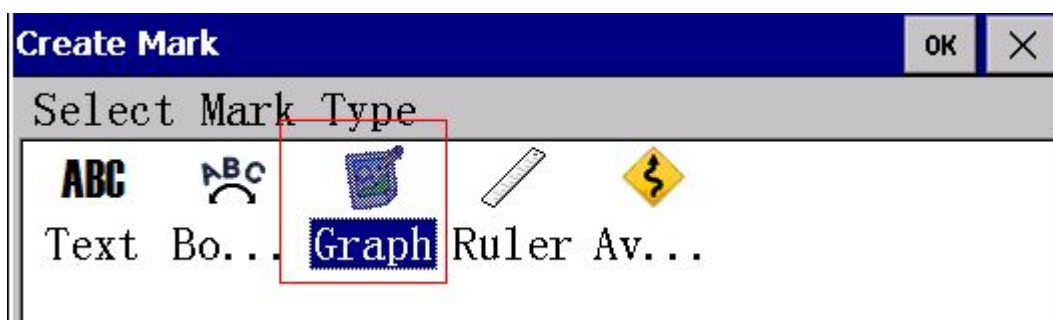 Create Mark OK
Select Mark Type
ABC ABC
Text Bo... Graph Ruler Av...